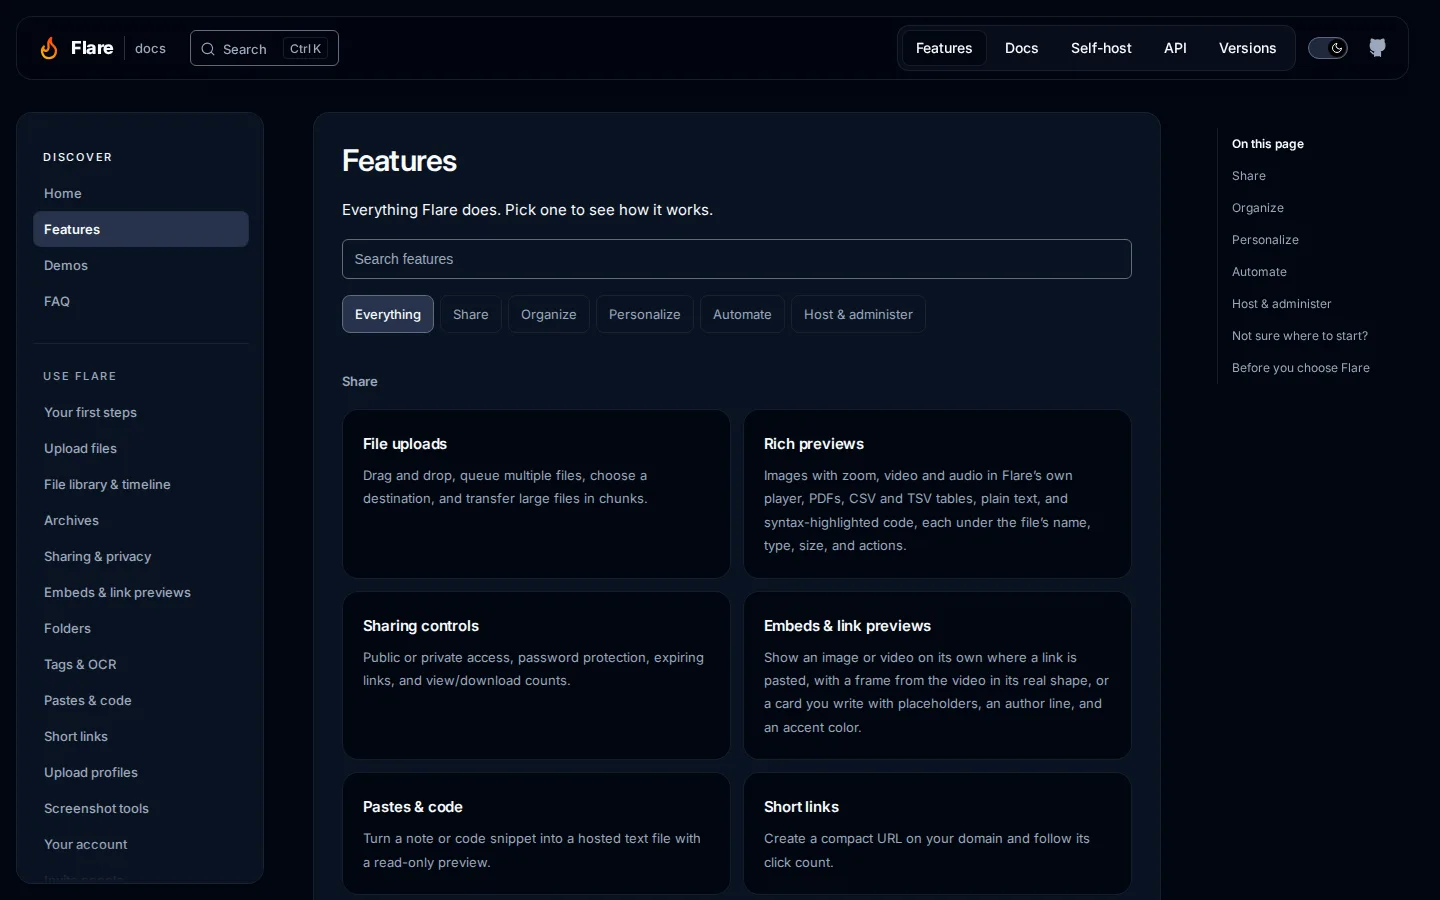 Flare docs
Search Ctrl K
Features Docs Self-host API Versions
DISCOVER
Home
Features
Demos
FAQ
USE FLARE
Your first steps
Upload files
File library & timeline
Archives
Sharing & privacy
Embeds & link previews
Folders
Tags & OCR
Pastes & code
Short links
Upload profiles
Screenshot tools
Your account
Features
Everything Flare does. Pick one to see how it works.
Search features
Everything Share Organize Personalize Automate Host & administer
Share
File uploads
Drag and drop, queue multiple files, choose a
destination, and transfer large files in chunks.
Rich previews
Images with zoom, video and audio in Flare’s own
player, PDFs, CSV and TSV tables, plain text, and
syntax-highlighted code, each under the file’s name,
type, size, and actions.
Sharing controls
Public or private access, password protection, expiring
links, and view/download counts.
Embeds & link previews
Show an image or video on its own where a link is
pasted, with a frame from the video in its real shape, or
a card you write with placeholders, an author line, and
an accent color.
Pastes & code
Turn a note or code snippet into a hosted text file with
a read-only preview.
Short links
Create a compact URL on your domain and follow its
click count.
On this page
Share
Organize
Personalize
Automate
Host & administer
Not sure where to start?
Before you choose Flare